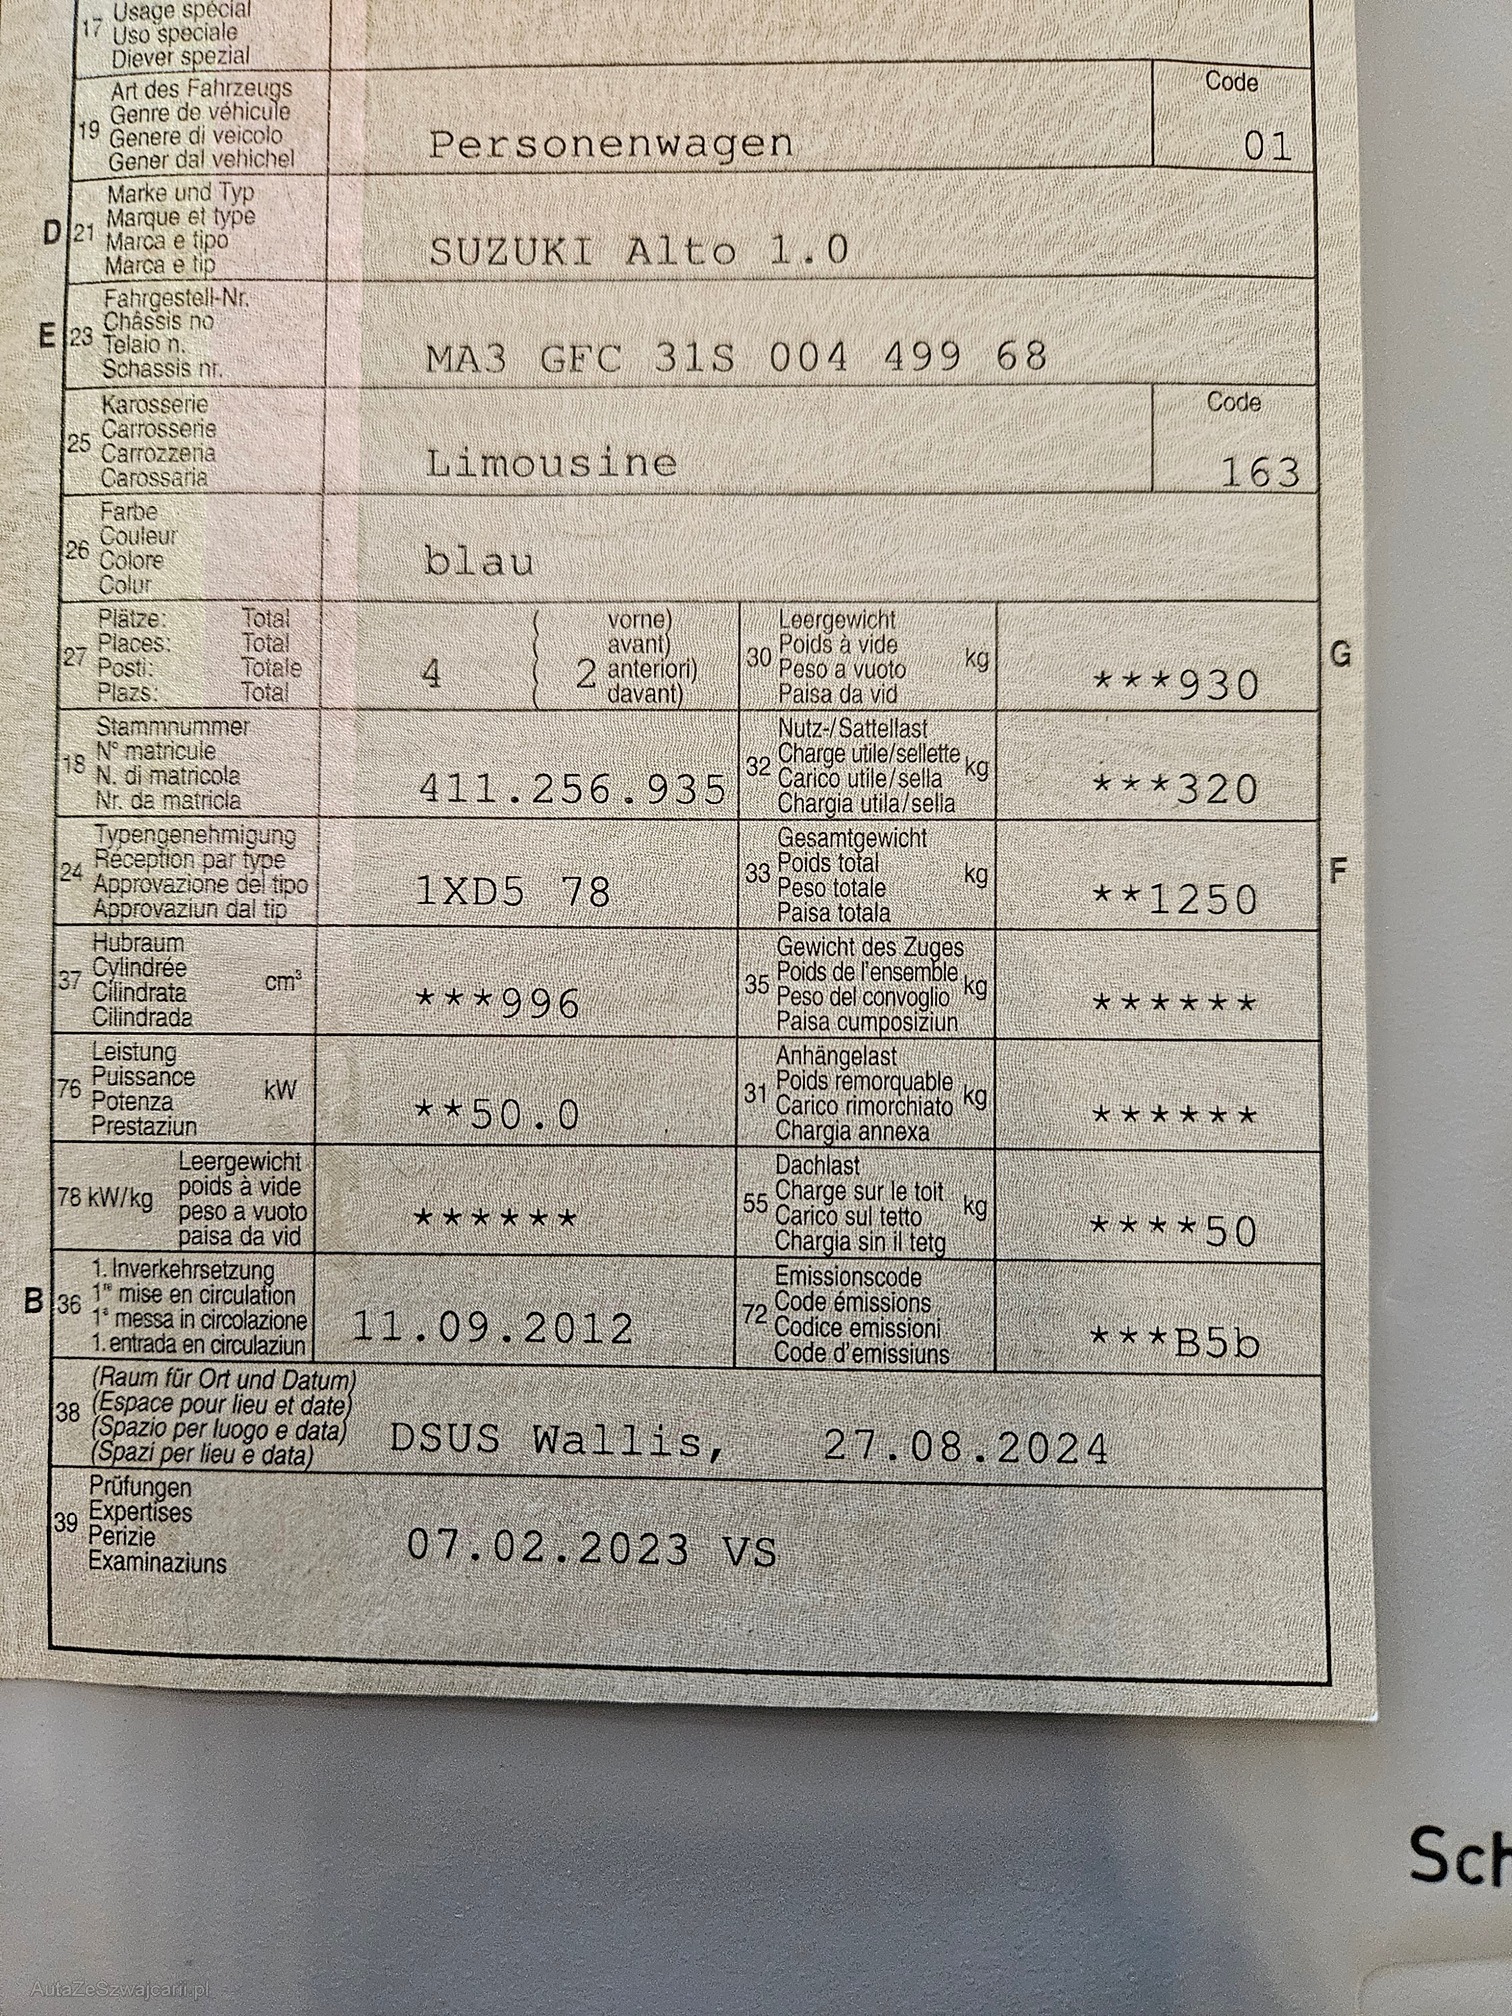 17
Usage spécial
Uso speciale
Diever spezial
19
Art des Fahrzeugs
Genre de véhicule
Genere di veicolo
Gener dal vehichel
Personenwagen
Code
01
D
21
Marke und Typ
Marque et type
Marca e tipo
Marca e tip
SUZUKI Alto 1.0
E
23
Fahrgestell-Nr.
Châssis no
Telaio n.
Schassis nr.
MA3 GFC 31S 004 499 68
25
Karosserie
Carrosserie
Carrozzeria
Carossaria
Limousine
Code
163
26
Farbe
Couleur
Colore
Colur
blau
27
Plätze: Total
Places: Total
Posti: Totale
Plazs: Total
4
2
vorne)
avant)
anteriori)
davant)
30
Leergewicht
Poids à vide
Peso a vuoto
Paisa da vid
kg
***930
G
18
Stammnummer
N° matricule
N. di matricola
Nr. da matricla
411.256.935
32
Nutz-/Sattellast
Charge utile/sellette
Carico utile/sella
Chargia utila/sella
kg
***320
24
Typengenehmigung
Réception par type
Approvazione del tipo
Approvaziun dal tip
1XD5 78
33
Gesamtgewicht
Poids total
Peso totale
Paisa totala
kg
**1250
F
37
Hubraum
Cylindrée
Cilindrata
Cilindrada
cm³
***996
35
Gewicht des Zuges
Poids de l'ensemble
Peso del convoglio
Paisa cumposiziun
kg
******
76
Leistung
Puissance
Potenza
Prestaziun
kW
**50.0
31
Anhängelast
Poids remorquable
Carico rimorchiato
Chargia annexa
kg
******
78 kW/kg
Leergewicht
poids à vide
peso a vuoto
paisa da vid
******
55
Dachlast
Charge sur le toit
Carico sul tetto
Chargia sin il tetg
kg
****50
B
36
1. Inverkehrsetzung
1re mise en circulation
1a messa in circolazione
1. entrada en circulaziun
11.09.2012
72
Emissionscode
Code émissions
Codice emissioni
Code d'emissiuns
***B5b
38
(Raum für Ort und Datum)
(Espace pour lieu et date)
(Spazio per luogo e data)
(Spazi per lieu e data)
DSUS Wallis, 27.08.2024
39
Prüfungen
Expertises
Perizie
Examinaziuns
07.02.2023 VS
Sch
AutaZeSzwajcarii.pl